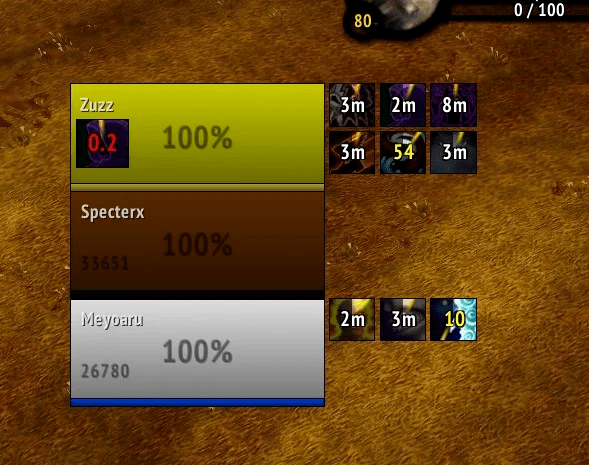 80
0 / 100
Zuzz
3m 2m 8m
0.2 100%
3m 54 3m
Specterx
100%
33651
Meyoaru
2m 3m 10
100%
26780